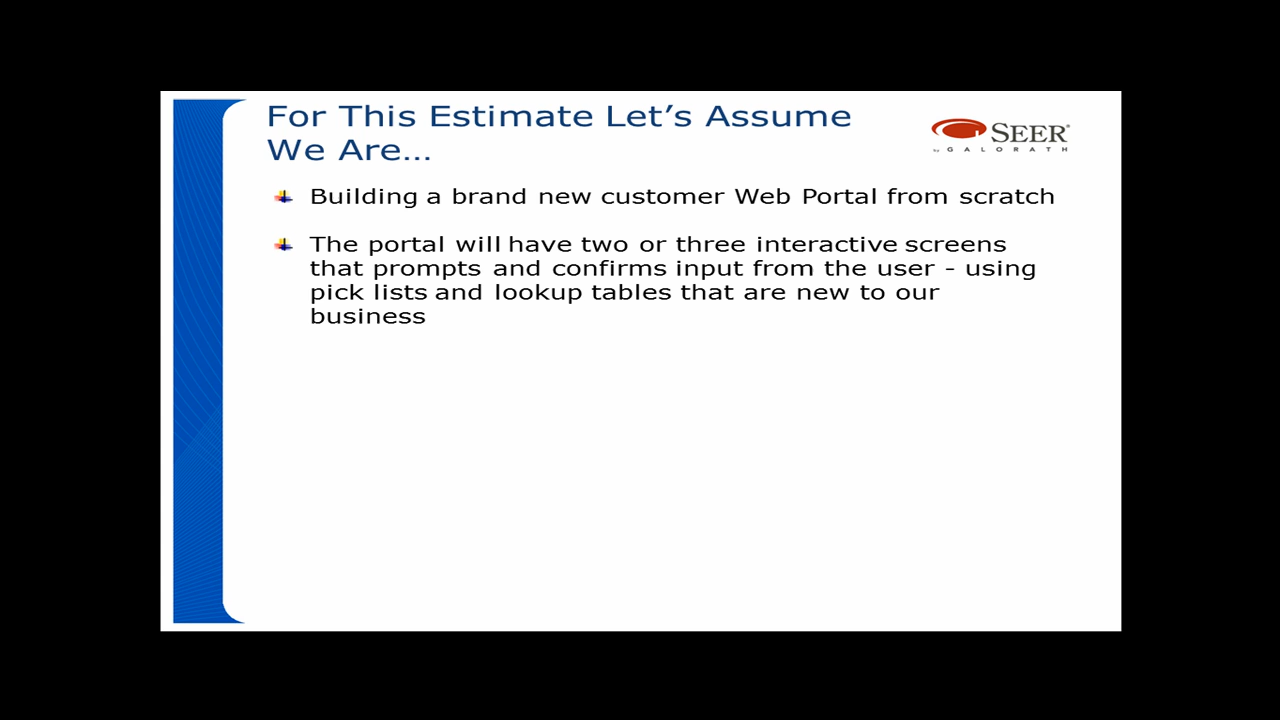 For This Estimate Let’s Assume
We Are...
SEER®
by GALORATH
Building a brand new customer Web Portal from scratch
The portal will have two or three interactive screens
that prompts and confirms input from the user - using
pick lists and lookup tables that are new to our
business